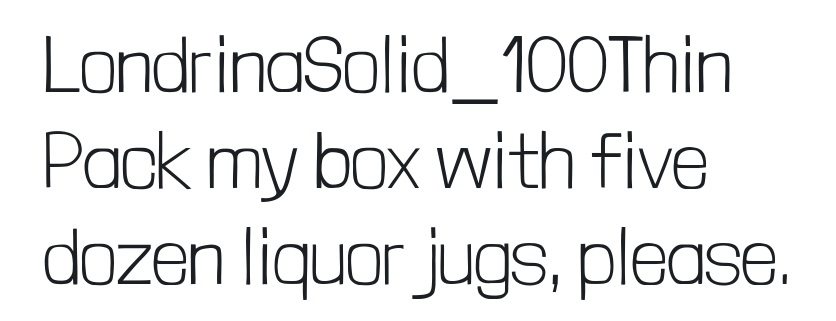 LondrinaSolid_100Thin
Pack my box with five
dozen liquor jugs, please.